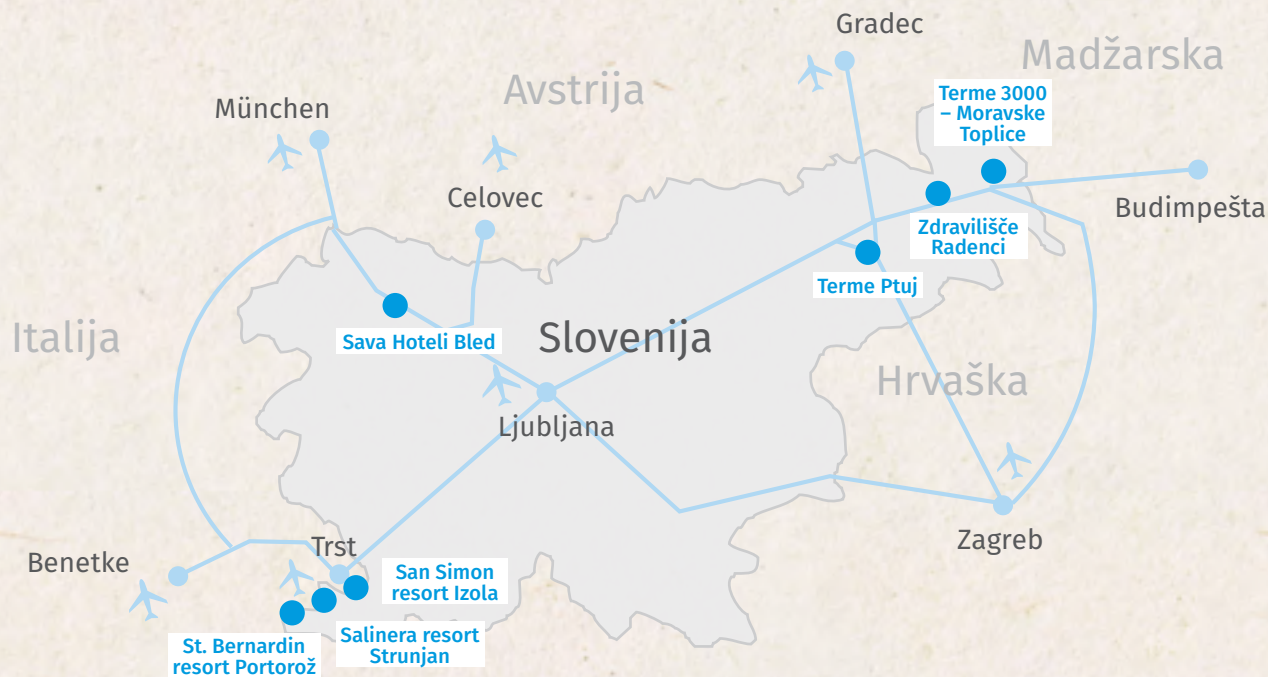 Gradec
Madžarska
Avstrija
Terme 3000
– Moravske
Toplice
München
Celovec
Budimpešta
Zdravilišče
Radenci
Terme Ptuj
Italija
Sava Hoteli Bled
Slovenija
Hrvaška
Ljubljana
Zagreb
Trst
Benetke
San Simon
resort Izola
Salinera resort
Strunjan
St. Bernardin
resort Portorož